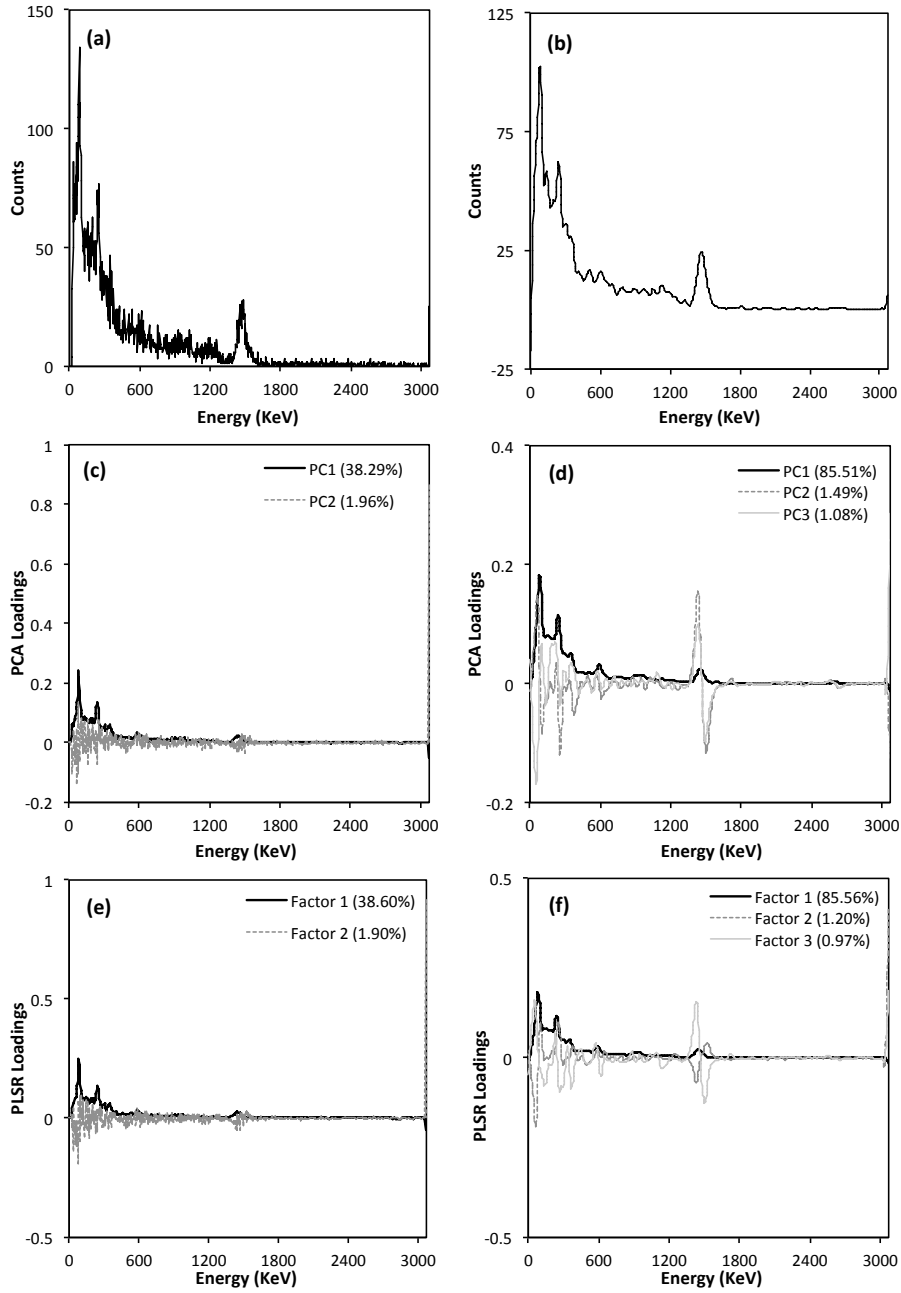 (a)
150
100
50
0
Counts
0 600 1200 1800 2400 3000
Energy (KeV)
(b)
125
75
25
-25
Counts
0 600 1200 1800 2400 3000
Energy (KeV)
(c)
PC1 (38.29%)
PC2 (1.96%)
1
0.8
0.6
0.4
0.2
0
-0.2
PCA Loadings
0 600 1200 1800 2400 3000
Energy (KeV)
(d)
PC1 (85.51%)
PC2 (1.49%)
PC3 (1.08%)
0.4
0.2
0
-0.2
PCA Loadings
0 600 1200 1800 2400 3000
Energy (KeV)
(e)
Factor 1 (38.60%)
Factor 2 (1.90%)
1
0.5
0
-0.5
PLSR Loadings
0 600 1200 1800 2400 3000
Energy (KeV)
(f)
Factor 1 (85.56%)
Factor 2 (1.20%)
Factor 3 (0.97%)
0.5
0
-0.5
PLSR Loadings
0 600 1200 1800 2400 3000
Energy (KeV)